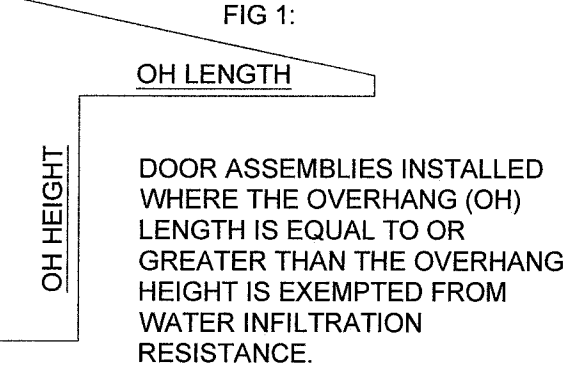 FIG 1:
OH LENGTH
OH HEIGHT
DOOR ASSEMBLIES INSTALLED
WHERE THE OVERHANG (OH)
LENGTH IS EQUAL TO OR
GREATER THAN THE OVERHANG
HEIGHT IS EXEMPTED FROM
WATER INFILTRATION
RESISTANCE.